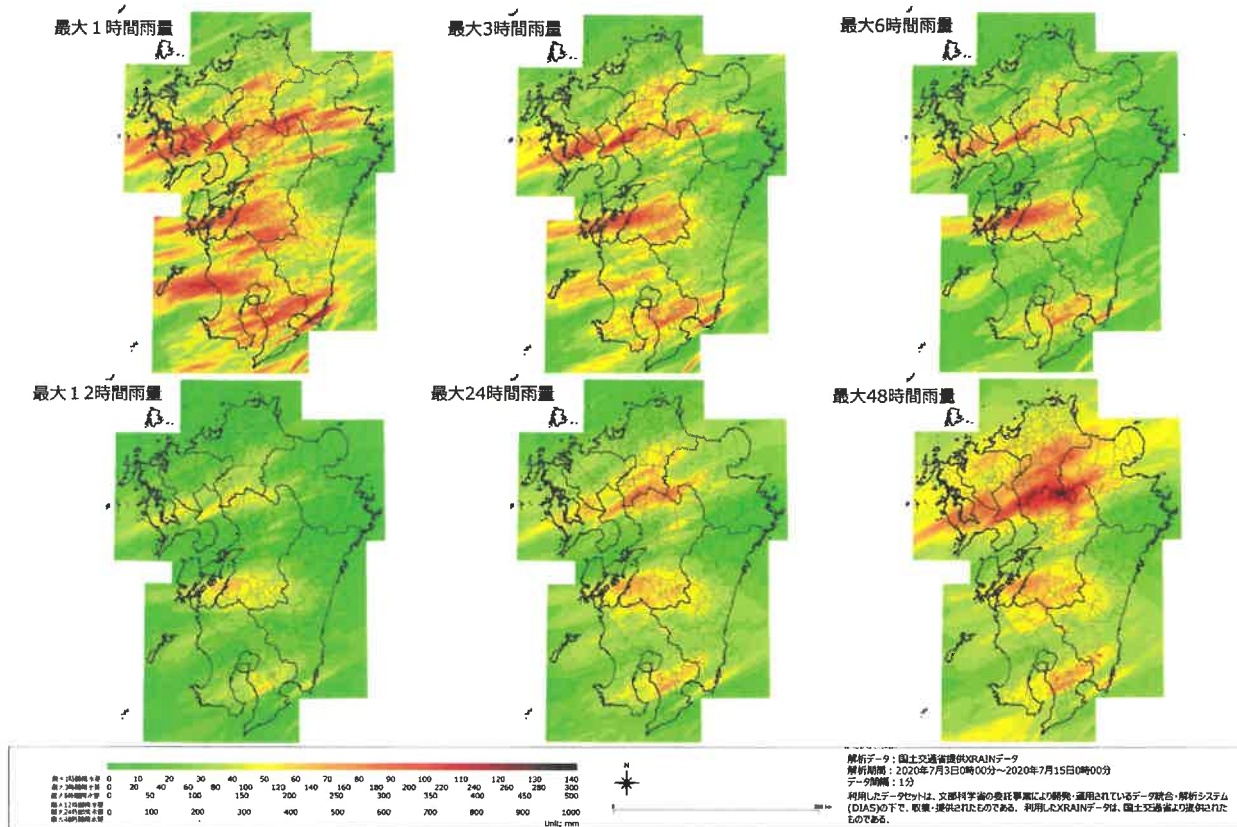 最大1時間雨量
最大3時間雨量
最大6時間雨量
最大12時間雨量
最大24時間雨量
最大48時間雨量
0 10 20 30 40 50 60 70 80 90 100 110 120 130 140
0 20 40 60 80 100 120 140 160 180 200 220 240 260 280 300
0 50 100 150 200 250 300 350 400 450 500
0 100 200 300 400 500 600 700 800 900 1000
Unit: mm
N
解析データ：国土交通省提供XRAINデータ
解析期間：2020年7月3日0時00分～2020年7月15日0時00分
データ間隔：1分
利用したデータセットは、文部科学省の委託事業により開発・運用されているデータ統合・解析システム
(DIAS)の下で、収集・提供されたものである。利用したXRAINデータは、国土交通省より提供された
ものである。